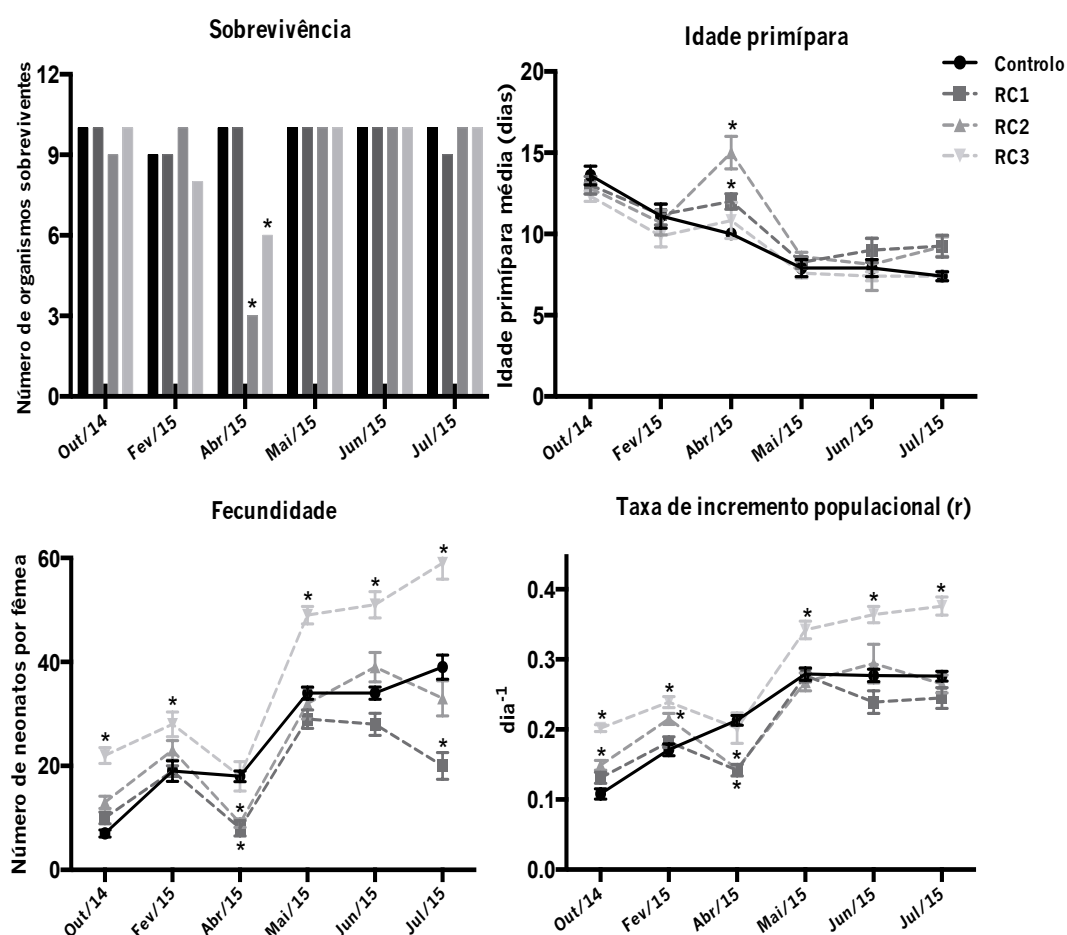 Sobrevivência
Número de organismos sobreviventes
12
9
6
3
0
*
*
Out/14
Fev/15
Abr/15
Mai/15
Jun/15
Jul/15
Idade primípara
Idade primípara média (dias)
20
15
10
5
0
*
*
Out/14
Fev/15
Abr/15
Mai/15
Jun/15
Jul/15
Controlo
RC1
RC2
RC3
Fecundidade
Número de neonatos por fêmea
60
40
20
0
*
*
*
*
*
*
*
*
Out/14
Fev/15
Abr/15
Mai/15
Jun/15
Jul/15
Taxa de incremento populacional (r)
dia⁻¹
0.4
0.3
0.2
0.1
0.0
*
*
*
*
*
*
*
*
*
Out/14
Fev/15
Abr/15
Mai/15
Jun/15
Jul/15